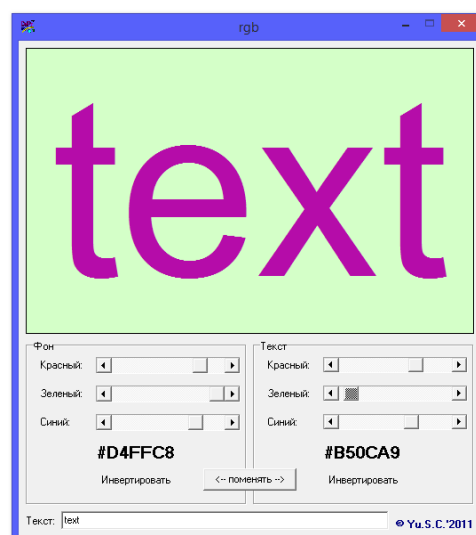 rgb
text
Фон
Красный:
Зеленый:
Синий:
#D4FFC8
Инвертировать
<-- поменять -->
Текст
Красный:
Зеленый:
Синий:
#B50CA9
Инвертировать
Текст: text
© Yu.S.C.'2011